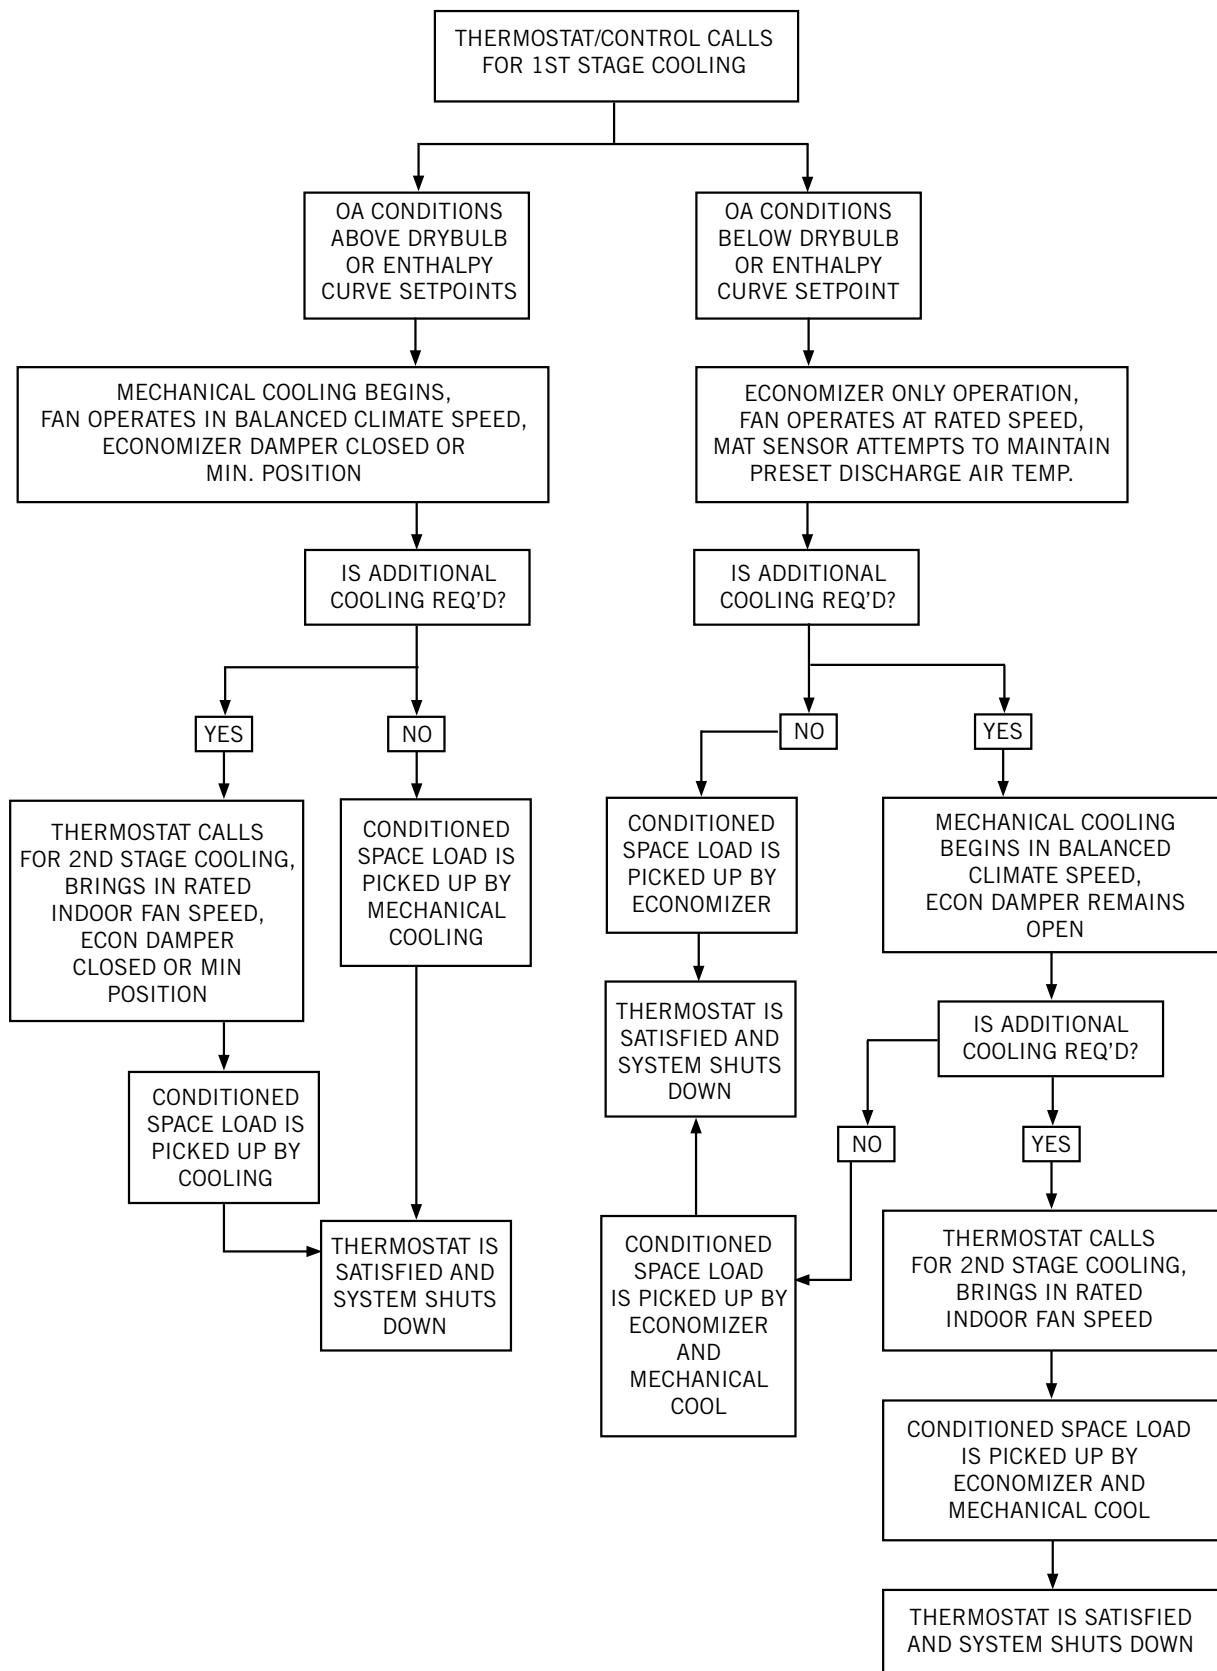 THERMOSTAT/CONTROL CALLS
FOR 1ST STAGE COOLING
OA CONDITIONS
ABOVE DRYBULB
OR ENTHALPY
CURVE SETPOINTS
OA CONDITIONS
BELOW DRYBULB
OR ENTHALPY
CURVE SETPOINT
MECHANICAL COOLING BEGINS,
FAN OPERATES IN BALANCED CLIMATE SPEED,
ECONOMIZER DAMPER CLOSED OR
MIN. POSITION
ECONOMIZER ONLY OPERATION,
FAN OPERATES AT RATED SPEED,
MAT SENSOR ATTEMPTS TO MAINTAIN
PRESET DISCHARGE AIR TEMP.
IS ADDITIONAL
COOLING REQ’D?
IS ADDITIONAL
COOLING REQ’D?
YES
NO
NO
YES
THERMOSTAT CALLS
FOR 2ND STAGE COOLING,
BRINGS IN RATED
INDOOR FAN SPEED,
ECON DAMPER
CLOSED OR MIN
POSITION
CONDITIONED
SPACE LOAD IS
PICKED UP BY
MECHANICAL
COOLING
CONDITIONED
SPACE LOAD IS
PICKED UP BY
ECONOMIZER
MECHANICAL COOLING
BEGINS IN BALANCED
CLIMATE SPEED,
ECON DAMPER REMAINS
OPEN
THERMOSTAT IS
SATISFIED AND
SYSTEM SHUTS
DOWN
IS ADDITIONAL
COOLING REQ’D?
CONDITIONED
SPACE LOAD IS
PICKED UP BY
COOLING
NO
YES
THERMOSTAT IS
SATISFIED AND
SYSTEM SHUTS
DOWN
CONDITIONED
SPACE LOAD
IS PICKED UP BY
ECONOMIZER
AND
MECHANICAL
COOL
THERMOSTAT CALLS
FOR 2ND STAGE COOLING,
BRINGS IN RATED
INDOOR FAN SPEED
CONDITIONED SPACE LOAD
IS PICKED UP BY
ECONOMIZER AND
MECHANICAL COOL
THERMOSTAT IS SATISFIED
AND SYSTEM SHUTS DOWN